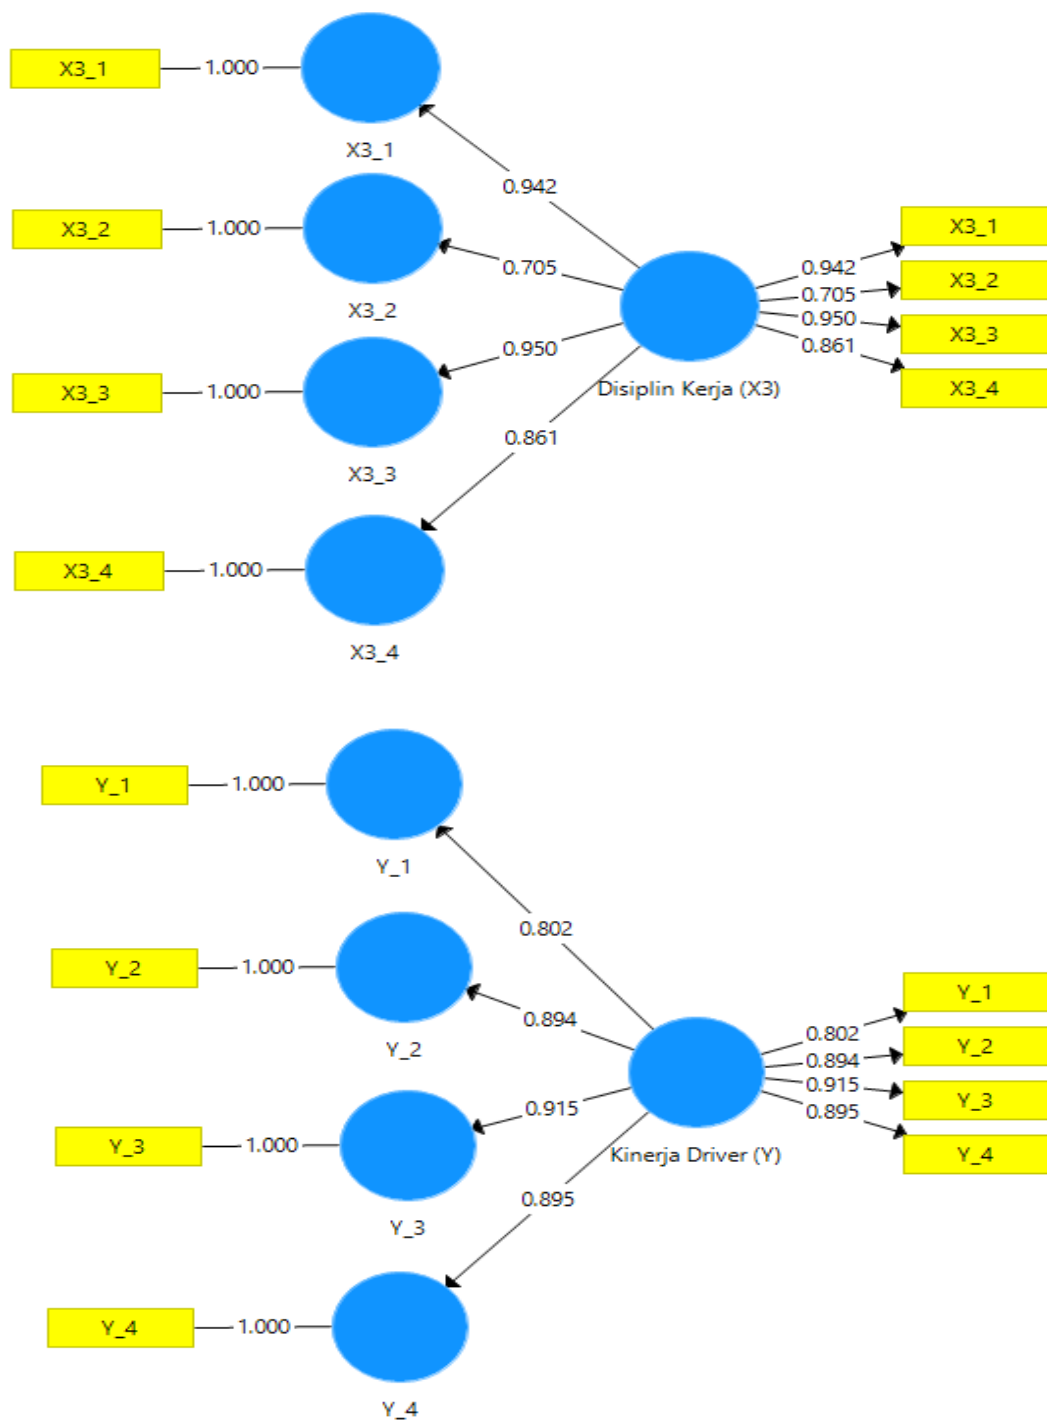 X3_1
1.000
X3_1
0.942
X3_2
1.000
X3_2
0.705
X3_3
1.000
X3_3
0.950
X3_4
1.000
X3_4
0.861
Disiplin Kerja (X3)
0.942
0.705
0.950
0.861
X3_1
X3_2
X3_3
X3_4
Y_1
1.000
Y_1
0.802
Y_2
1.000
Y_2
0.894
Y_3
1.000
Y_3
0.915
Y_4
1.000
Y_4
0.895
Kinerja Driver (Y)
0.802
0.894
0.915
0.895
Y_1
Y_2
Y_3
Y_4